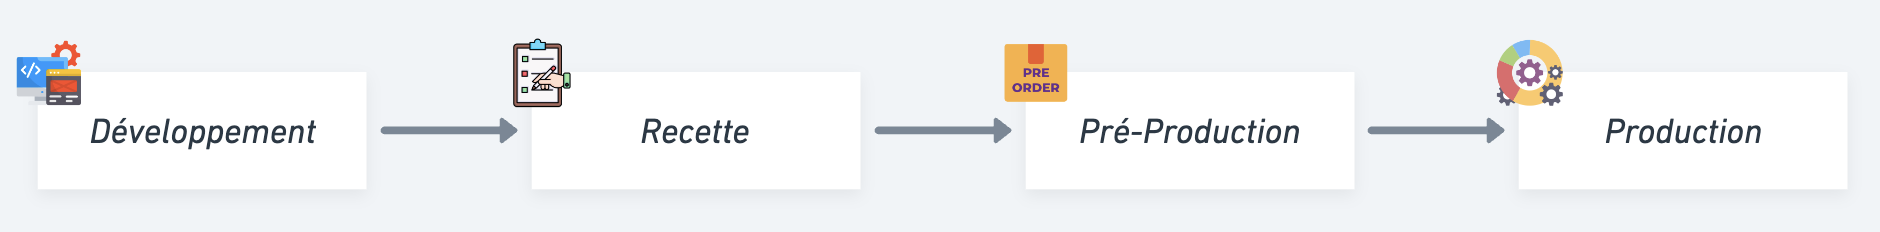 </>
PRE
ORDER
Développement
Recette
Pré-Production
Production